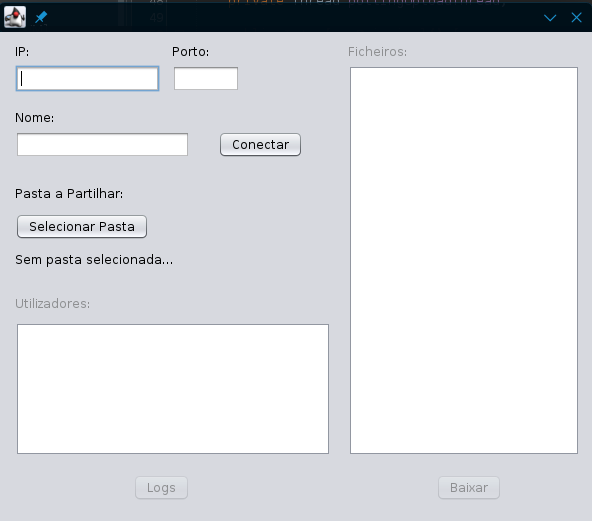 IP:
Porto:
Ficheiros:
Nome:
Conectar
Pasta a Partilhar:
Selecionar Pasta
Sem pasta selecionada...
Utilizadores:
Logs
Baixar